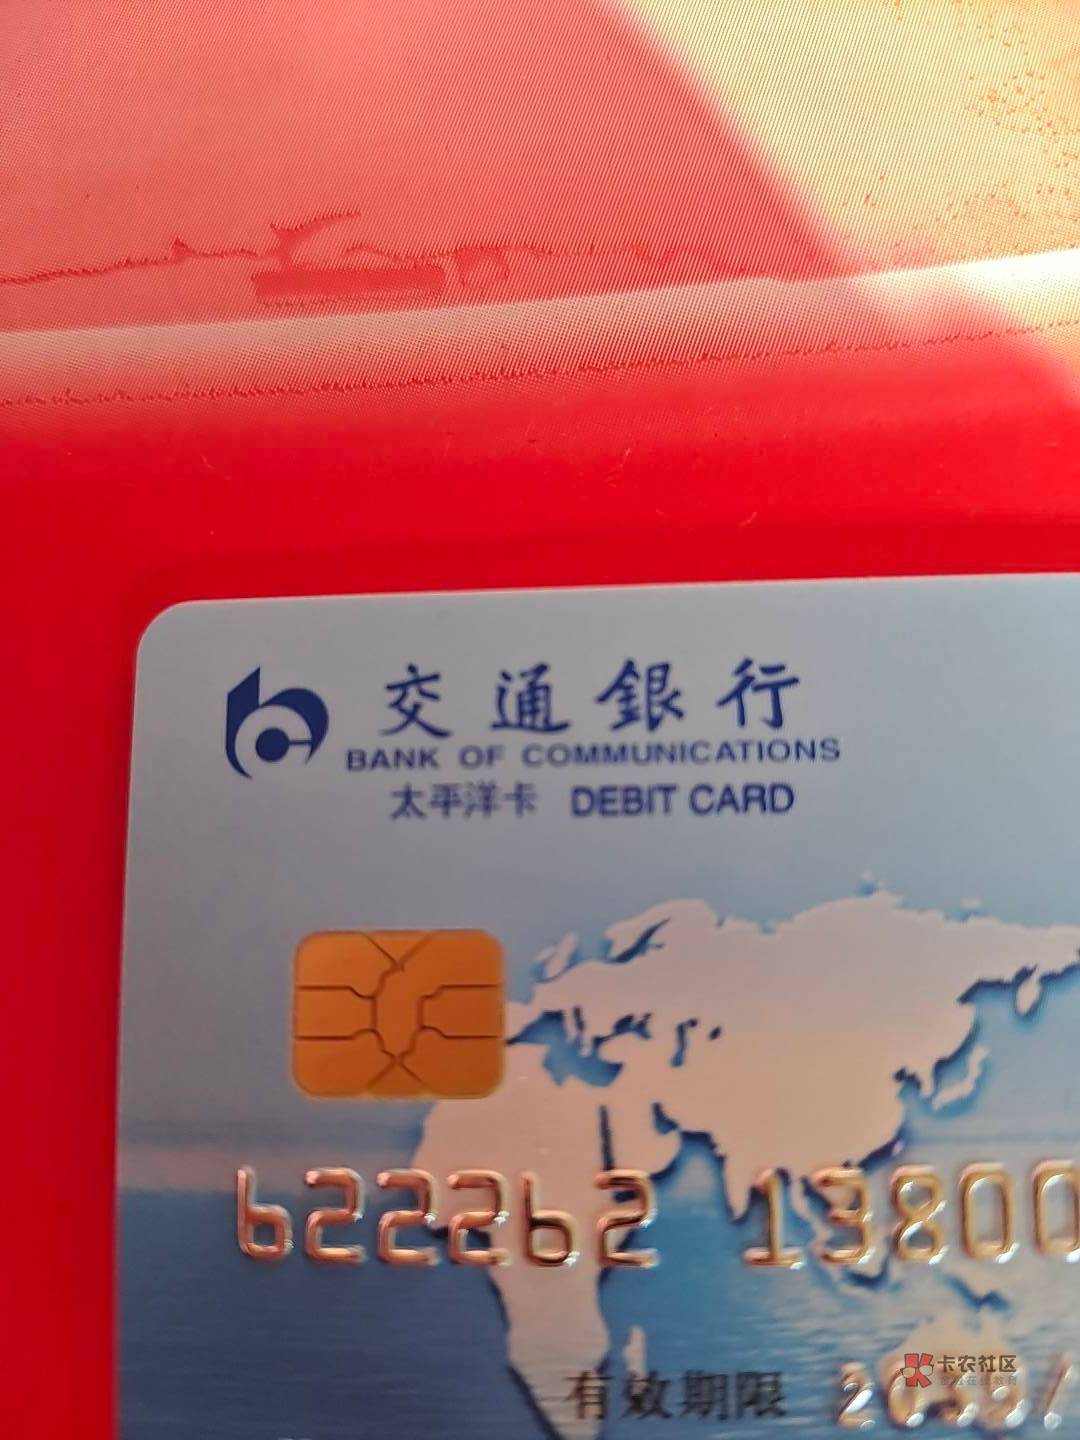 交通銀行
BANK OF COMMUNICATIONS
太平洋卡 DEBIT CARD
622262 13800
有效期限
卡农社区